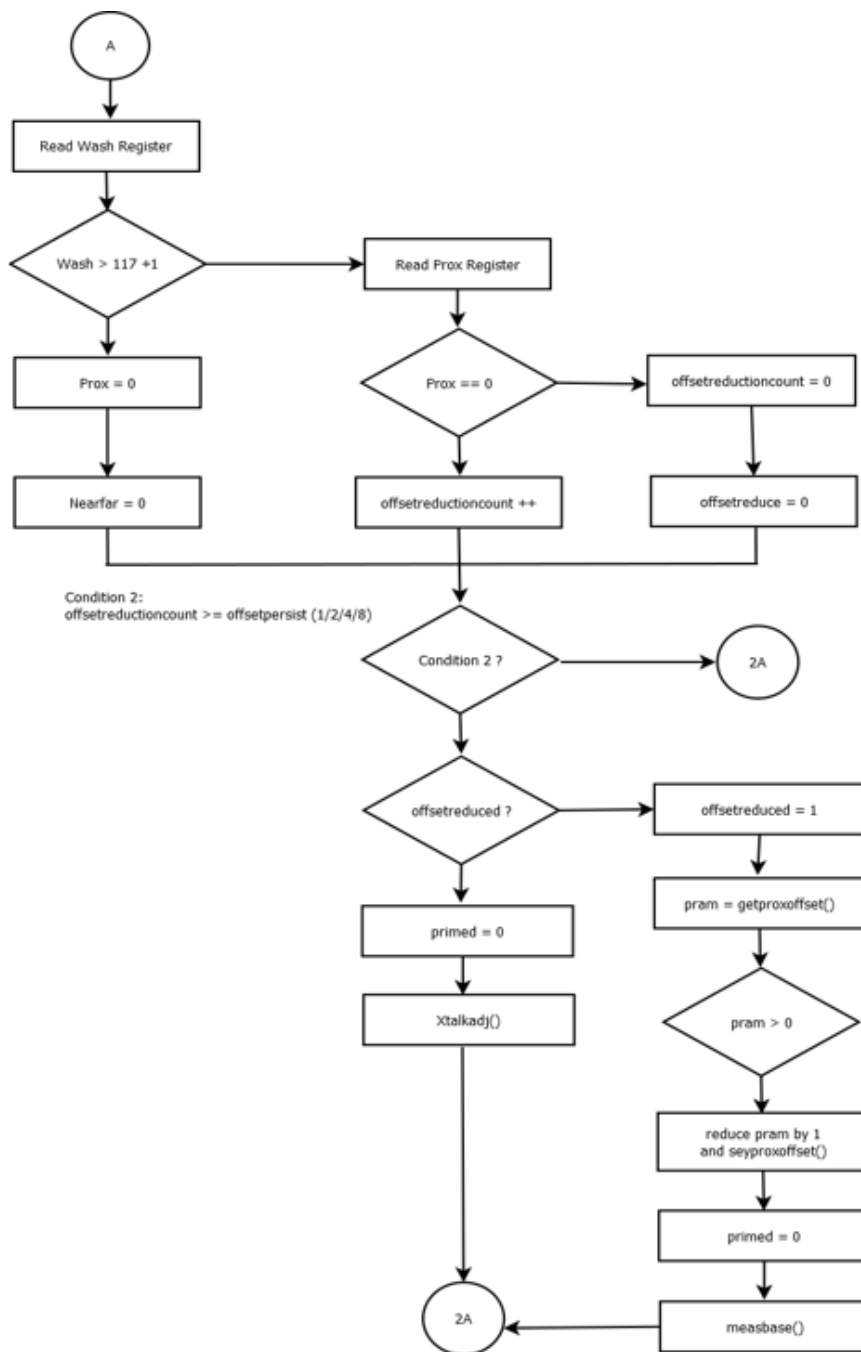 A
Read Wash Register
Wash > 117 +1
Read Prox Register
Prox = 0
Prox == 0
offsetreductioncount = 0
Nearfar = 0
offsetreductioncount ++
offsetreduce = 0
Condition 2:
offsetreductioncount >= offsetpersist (1/2/4/8)
Condition 2 ?
2A
offsetreduced ?
offsetreduced = 1
primed = 0
pram = getproxoffset()
Xtalkadj()
pram > 0
reduce pram by 1
and seyproxoffset()
primed = 0
2A
measbase()